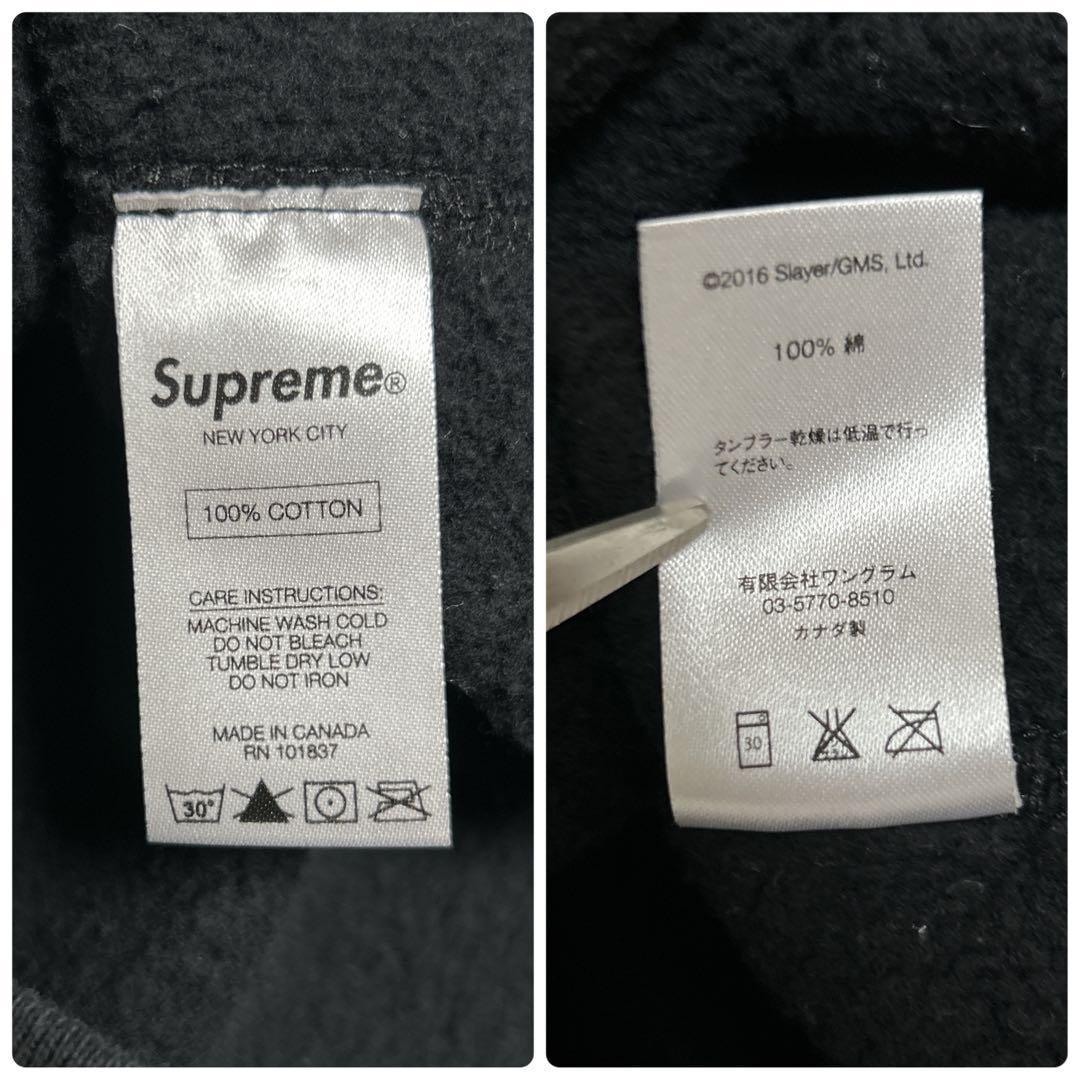 Supreme®
NEW YORK CITY
100% COTTON
CARE INSTRUCTIONS:
MACHINE WASH COLD
DO NOT BLEACH
TUMBLE DRY LOW
DO NOT IRON
MADE IN CANADA
RN 101837
30°
©2016 Slayer/GMS, Ltd.
100% 綿
タンブラー乾燥は低温で行っ
てください。
有限会社ワングラム
03-5770-8510
カナダ製
30